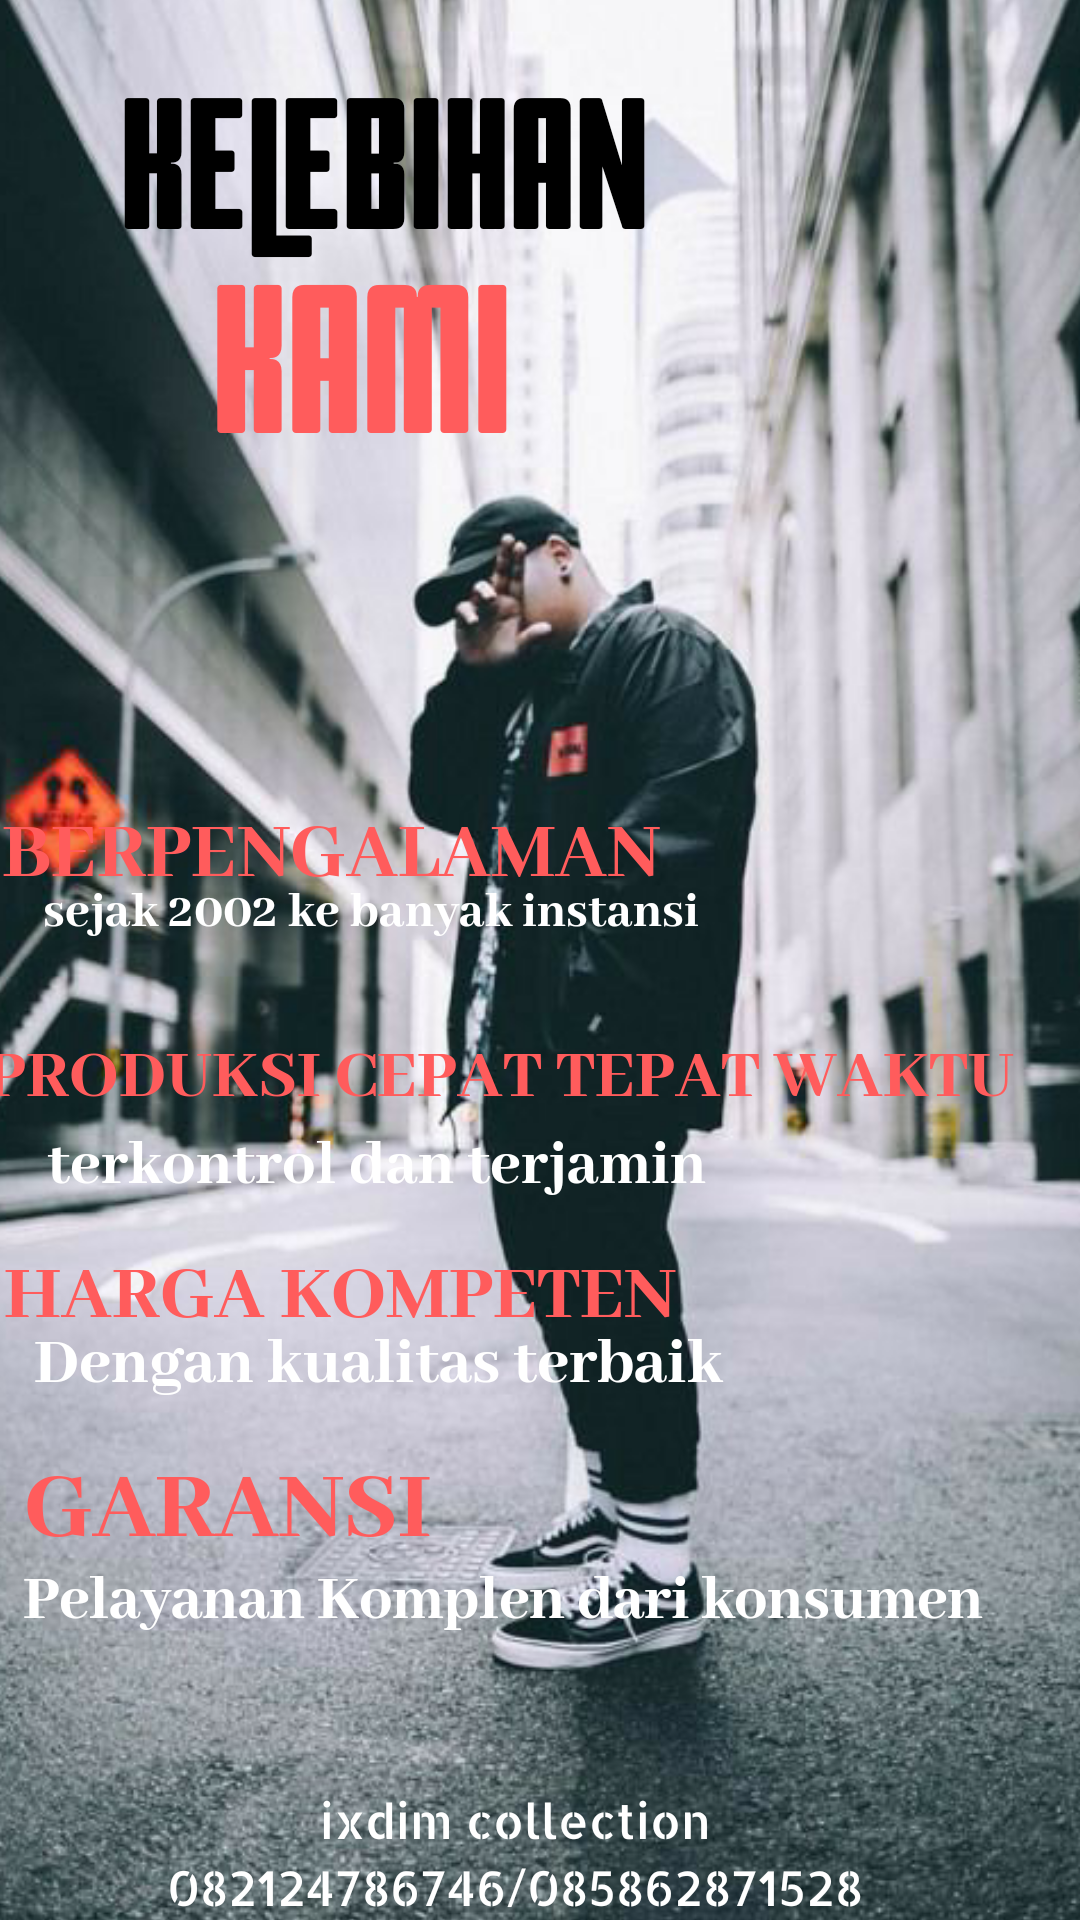 KELEBIHAN
KAMI
MERGE
BERPENGALAMAN
sejak 2002 ke banyak instansi
PRODUKSI CEPAT TEPAT WAKTU
terkontrol dan terjamin
HARGA KOMPETEN
Dengan kualitas terbaik
GARANSI
Pelayanan Komplen dari konsumen
ixdim collection
082124786746/085862871528